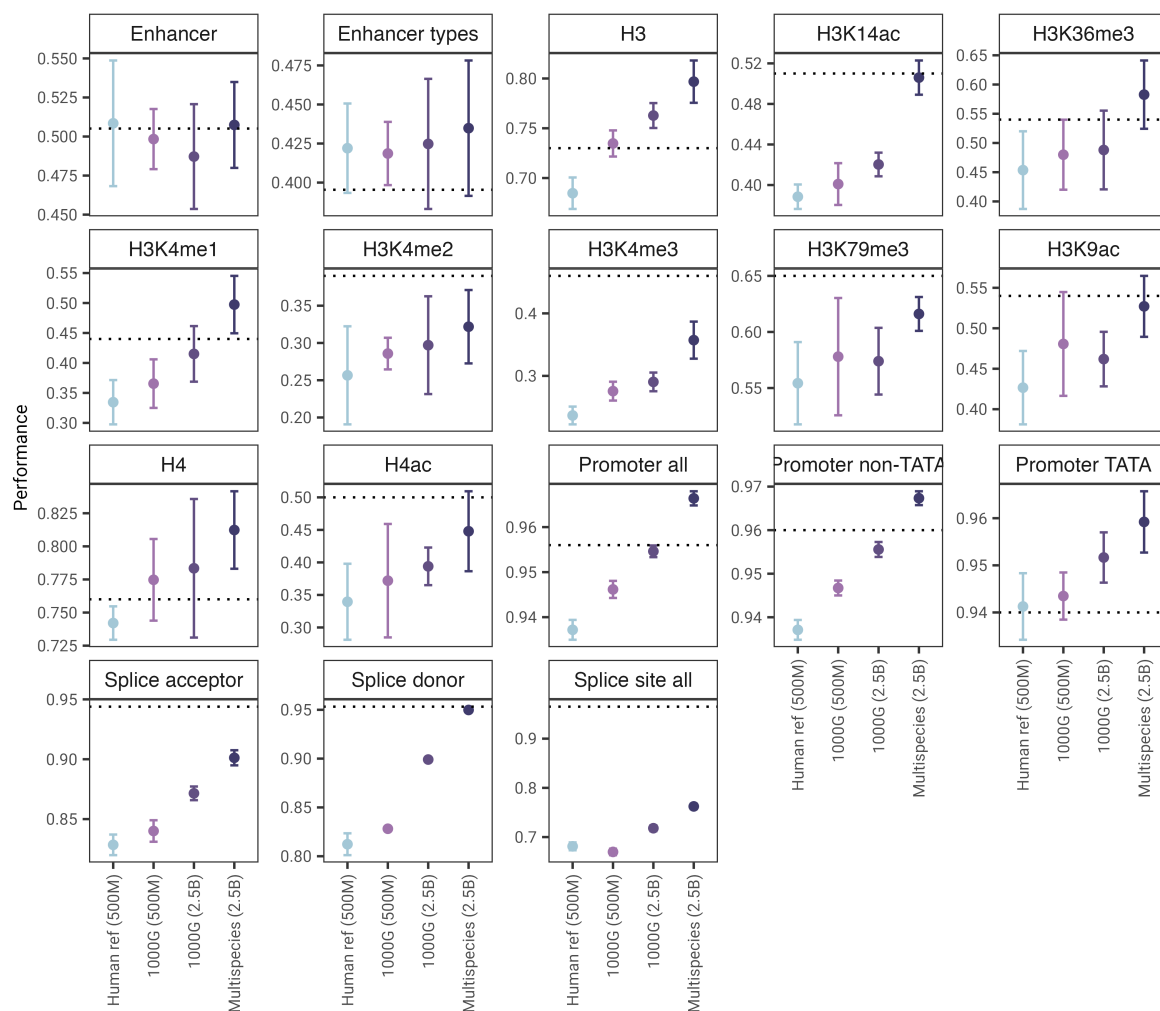 Enhancer
Enhancer types
H3
H3K14ac
H3K36me3
0.550
0.525
0.500
0.475
0.450
0.475
0.450
0.425
0.400
0.80
0.75
0.70
0.52
0.48
0.44
0.40
0.65
0.60
0.55
0.50
0.45
0.40
H3K4me1
H3K4me2
H3K4me3
H3K79me3
H3K9ac
0.55
0.50
0.45
0.40
0.35
0.30
0.35
0.30
0.25
0.20
0.4
0.3
0.65
0.60
0.55
0.55
0.50
0.45
0.40
Performance
H4
H4ac
Promoter all
Promoter non-TATA
Promoter TATA
0.825
0.800
0.775
0.750
0.725
0.50
0.45
0.40
0.35
0.30
0.96
0.95
0.94
0.97
0.96
0.95
0.94
0.96
0.95
0.94
Splice acceptor
Splice donor
Splice site all
0.95
0.90
0.85
0.95
0.90
0.85
0.80
0.9
0.8
0.7
Human ref (500M)
1000G (500M)
1000G (2.5B)
Multispecies (2.5B)
Human ref (500M)
1000G (500M)
1000G (2.5B)
Multispecies (2.5B)
Human ref (500M)
1000G (500M)
1000G (2.5B)
Multispecies (2.5B)
Human ref (500M)
1000G (500M)
1000G (2.5B)
Multispecies (2.5B)
Human ref (500M)
1000G (500M)
1000G (2.5B)
Multispecies (2.5B)